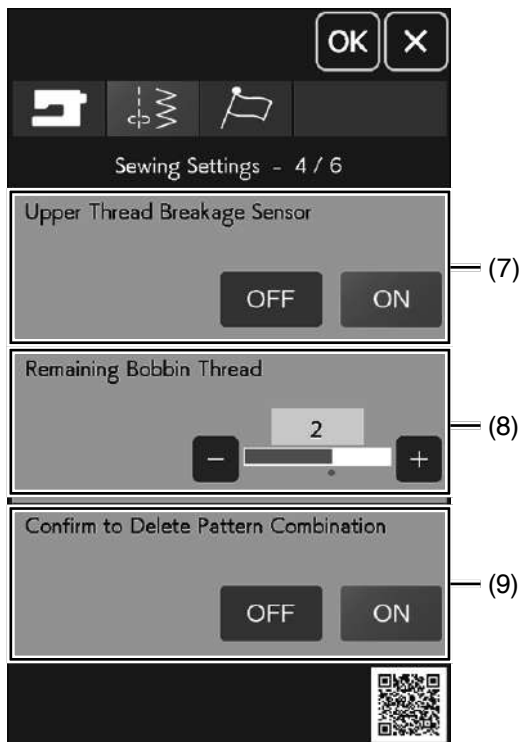 OK
Sewing Settings - 4 / 6
Upper Thread Breakage Sensor
OFF ON
(7)
Remaining Bobbin Thread
2
- +
(8)
Confirm to Delete Pattern Combination
OFF ON
(9)